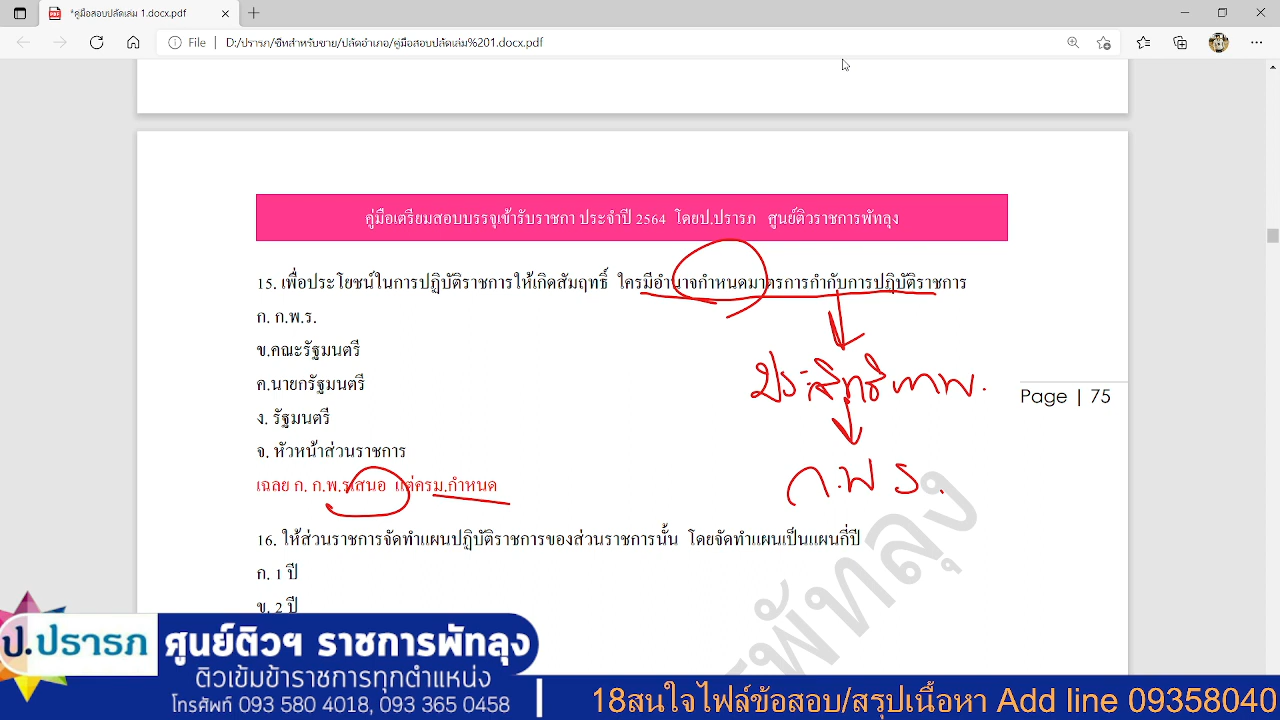 *คู่มือสอบปลัดเล่ม 1.docx.pdf
File | D:/ปรารภ/ชีทสำหรับขาย/ปลัดอำเภอ/คู่มือสอบปลัดเล่ม%201.docx.pdf
คู่มือเตรียมสอบบรรจุเข้ารับราชกา ประจำปี 2564 โดยป.ปรารภ ศูนย์ติวราชการพัทลุง
15. เพื่อประโยชน์ในการปฏิบัติราชการให้เกิดสัมฤทธิ์ ใครมีอำนาจกำหนดมาตรการกำกับการปฏิบัติราชการ
ก. ก.พ.ร.
ข.คณะรัฐมนตรี
ค.นายกรัฐมนตรี
ง. รัฐมนตรี
จ. หัวหน้าส่วนราชการ
เฉลย ก. ก.พ.ร.เสนอ แต่ครม.กำหนด
ประสิทธิภาพ.
ก.พ ร.
Page | 75
16. ให้ส่วนราชการจัดทำแผนปฏิบัติราชการของส่วนราชการนั้น โดยจัดทำแผนเป็นแผนกี่ปี
ก. 1 ปี
ข. 2 ปี
รพัทลุง
ป.ปรารภ
ศูนย์ติวฯ ราชการพัทลุง
ติวเข้มข้าราชการทุกตำแหน่ง
โทรศัพท์ 093 580 4018, 093 365 0458
18สนใจไฟล์ข้อสอบ/สรุปเนื้อหา Add line 09358040